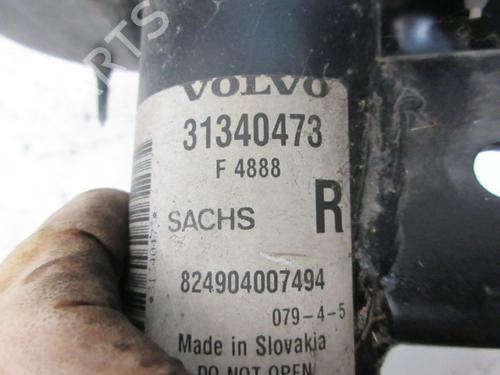 VOLVO
31340473
F 4888
SACHS R
824904007494
079-4-5
Made in Slovakia
DO NOT OPEN